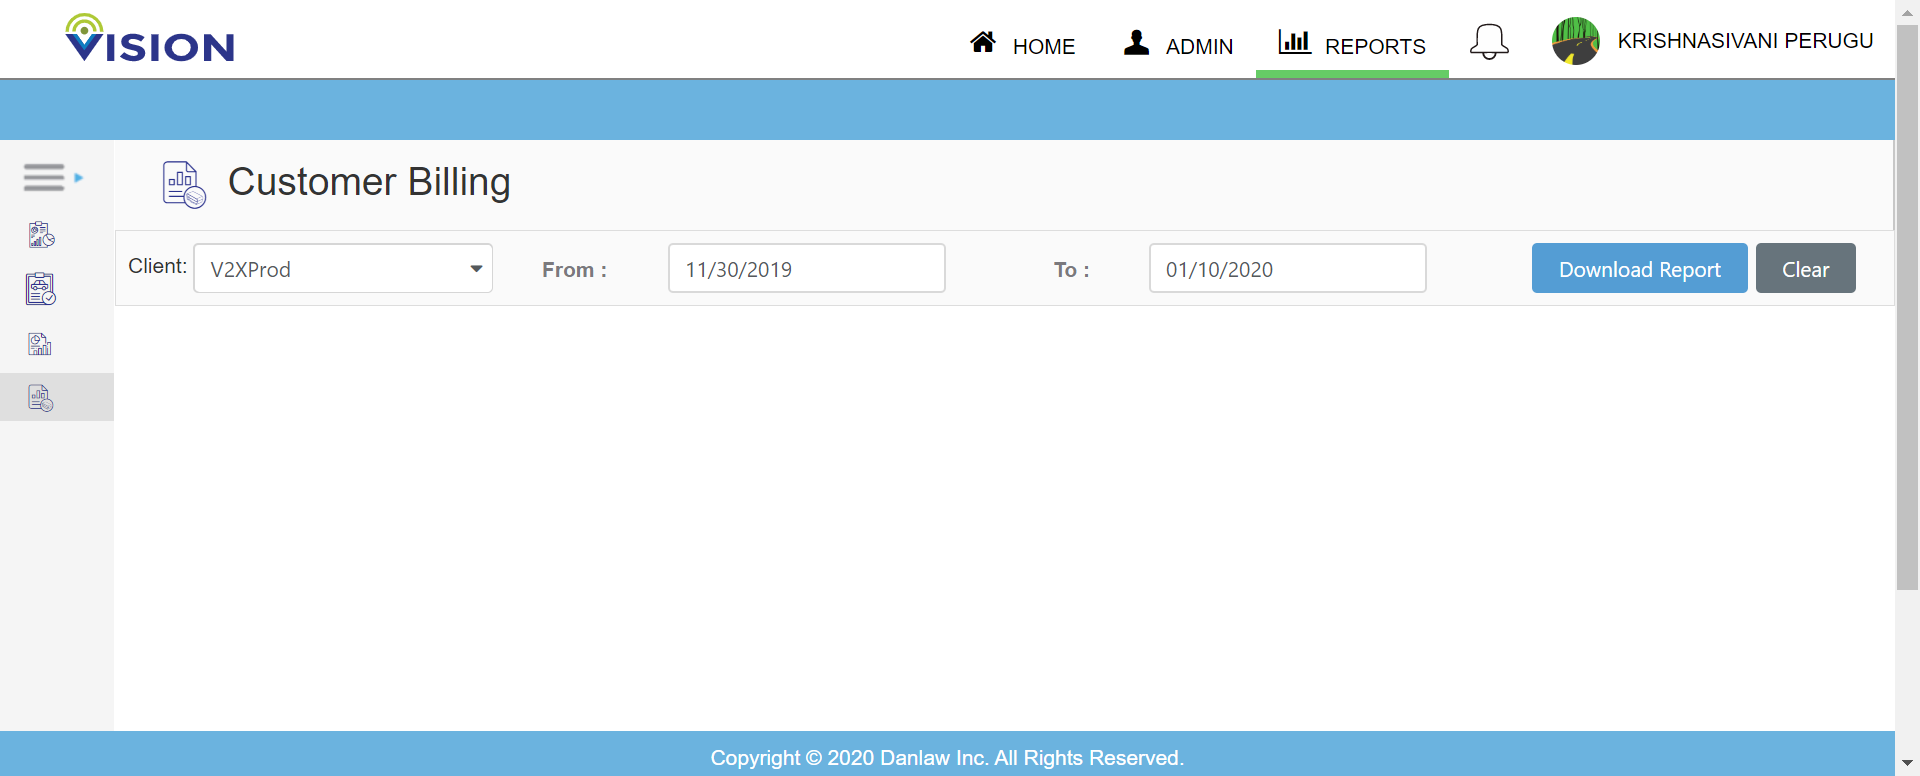 VISION
HOME
ADMIN
REPORTS
KRISHNASIVANI PERUGU
Customer Billing
Client:
V2XProd
From :
11/30/2019
To :
01/10/2020
Download Report
Clear
Copyright © 2020 Danlaw Inc. All Rights Reserved.